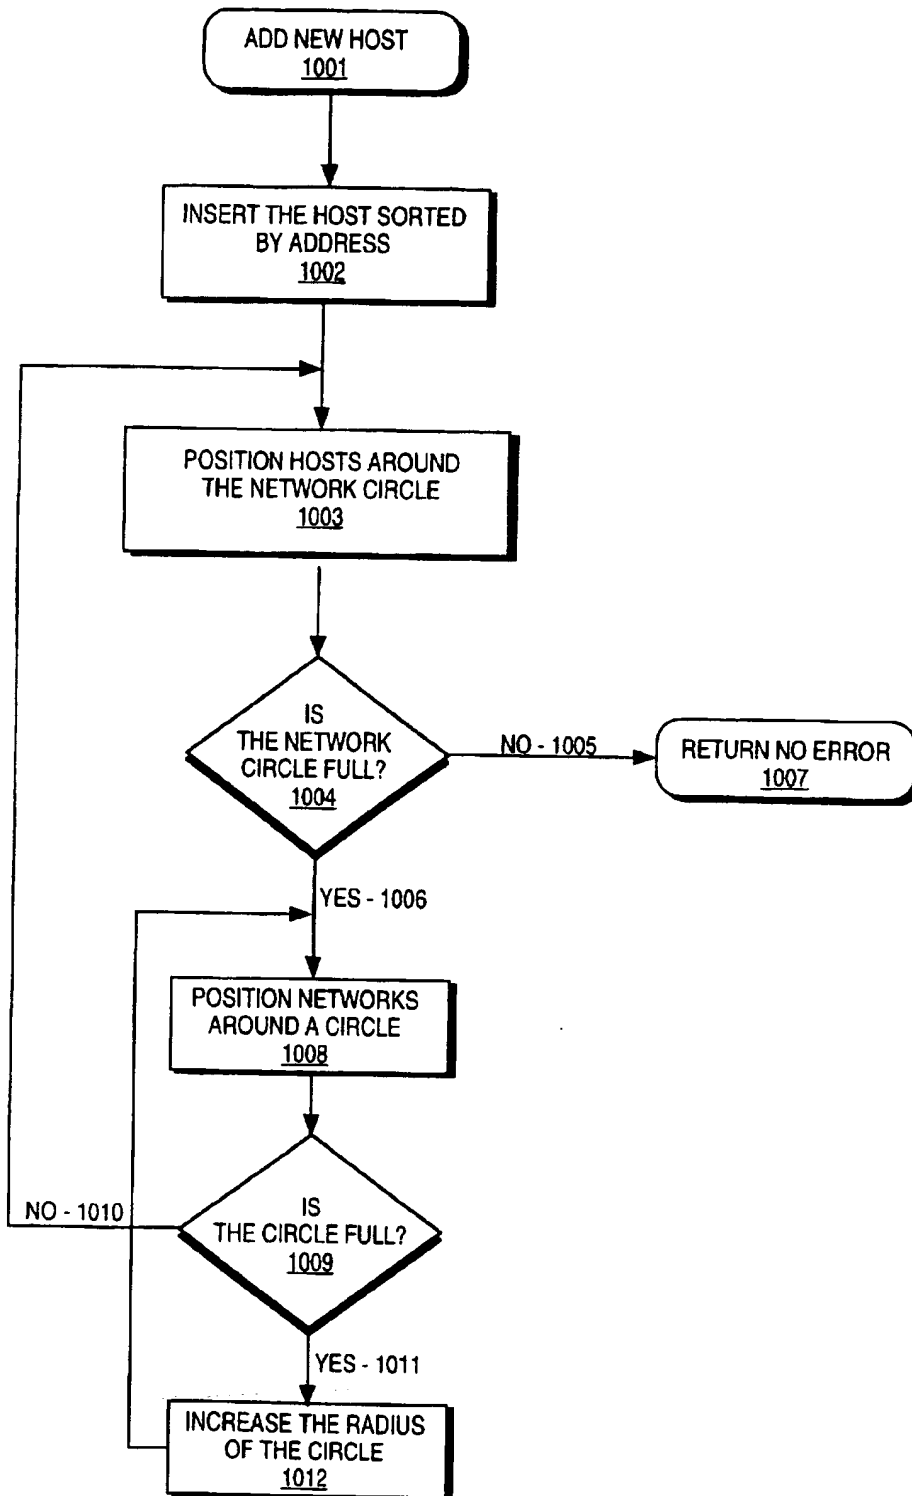 ADD NEW HOST
1001
INSERT THE HOST SORTED
BY ADDRESS
1002
POSITION HOSTS AROUND
THE NETWORK CIRCLE
1003
IS
THE NETWORK
CIRCLE FULL?
1004
NO - 1005
RETURN NO ERROR
1007
YES - 1006
POSITION NETWORKS
AROUND A CIRCLE
1008
NO - 1010
IS
THE CIRCLE FULL?
1009
YES - 1011
INCREASE THE RADIUS
OF THE CIRCLE
1012